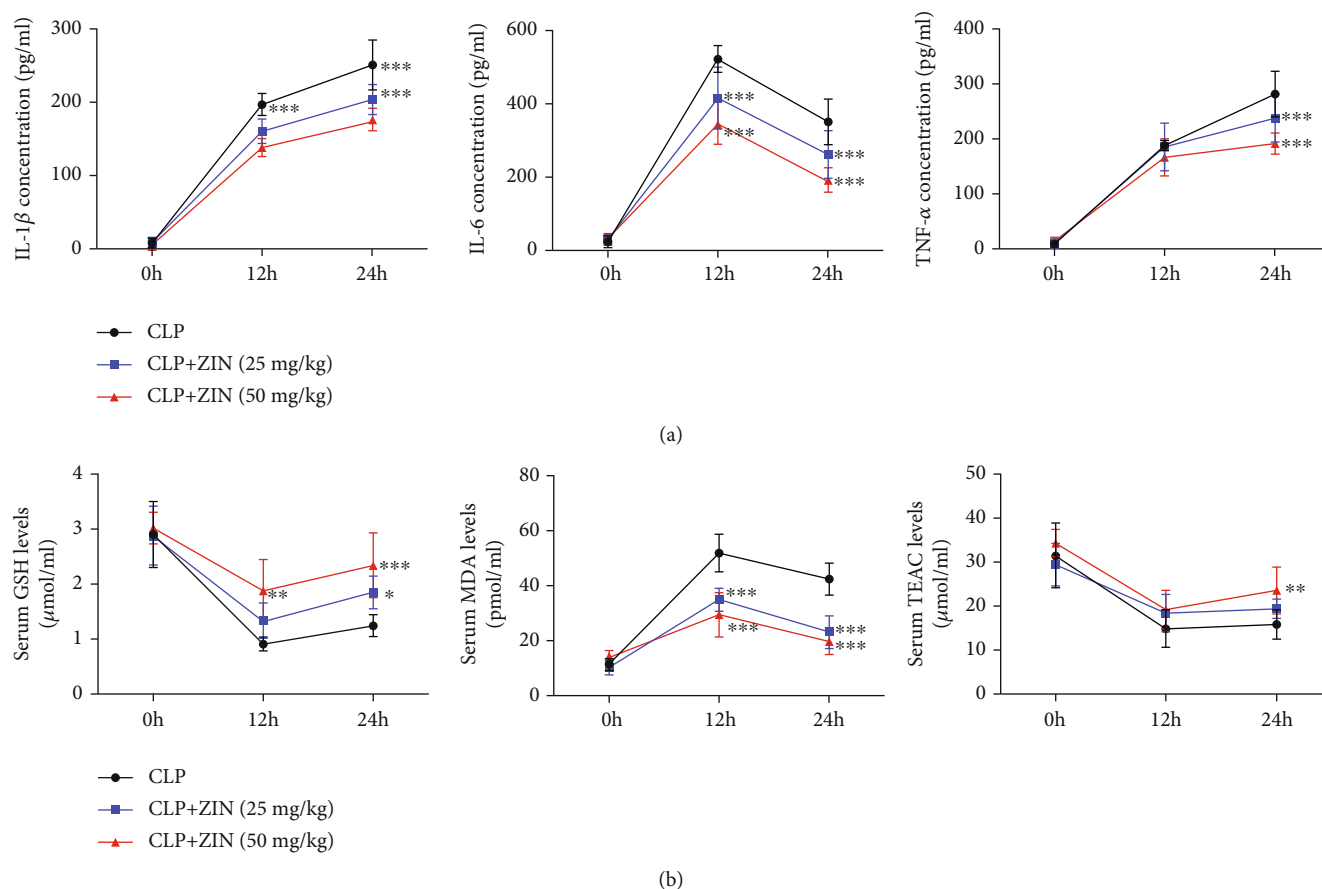 IL-1β concentration (pg/ml)
300
200
100
0
0h
12h
24h
***
***
***
IL-6 concentration (pg/ml)
600
400
200
0
0h
12h
24h
***
***
***
***
TNF-α concentration (pg/ml)
400
300
200
100
0
0h
12h
24h
***
***
CLP
CLP+ZIN (25 mg/kg)
CLP+ZIN (50 mg/kg)
(a)
Serum GSH levels
(μmol/ml)
4
3
2
1
0
0h
12h
24h
**
***
*
Serum MDA levels
(pmol/ml)
80
60
40
20
0
0h
12h
24h
***
***
***
***
Serum TEAC levels
(μmol/ml)
50
40
30
20
10
0
0h
12h
24h
**
CLP
CLP+ZIN (25 mg/kg)
CLP+ZIN (50 mg/kg)
(b)